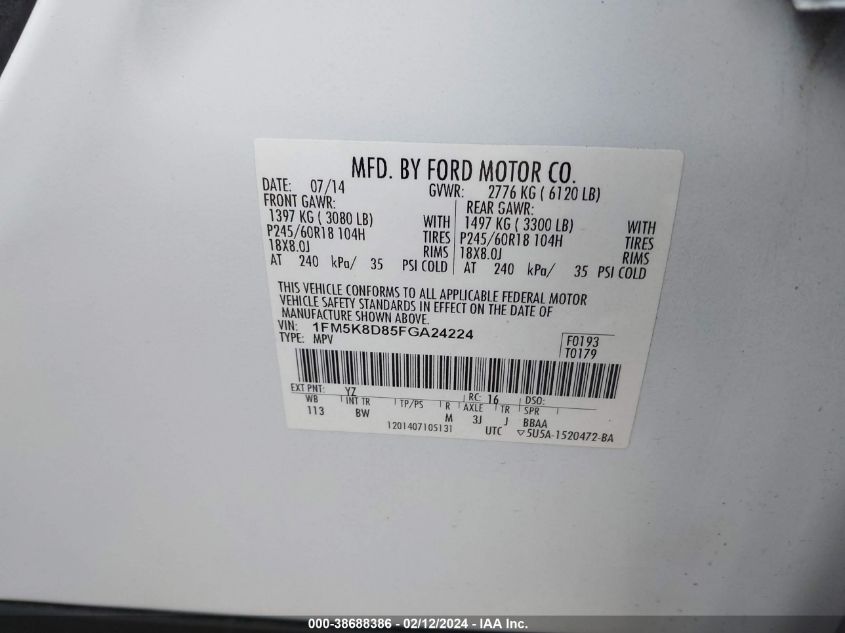 MFD. BY FORD MOTOR CO.
DATE: 07/14 GVWR: 2776 KG ( 6120 LB)
FRONT GAWR: REAR GAWR:
1397 KG ( 3080 LB) WITH 1497 KG ( 3300 LB) WITH
P245/60R18 104H TIRES P245/60R18 104H TIRES
18X8.0J RIMS 18X8.0J RIMS
AT 240 kPa/ 35 PSI COLD AT 240 kPa/ 35 PSI COLD
THIS VEHICLE CONFORMS TO ALL APPLICABLE FEDERAL MOTOR
VEHICLE SAFETY STANDARDS IN EFFECT ON THE DATE OF
MANUFACTURE SHOWN ABOVE.
VIN: 1FM5K8D85FGA24224
TYPE: MPV
F0193
T0179
EXT PNT: YZ RC: 16 DSO:
WB INT TR TP/PS R AXLE TR SPR
113 BW M 3J J BBAA
1201407105131 UTC ▽5U5A-1520472-BA
000-38688386 - 02/12/2024 - IAA Inc.